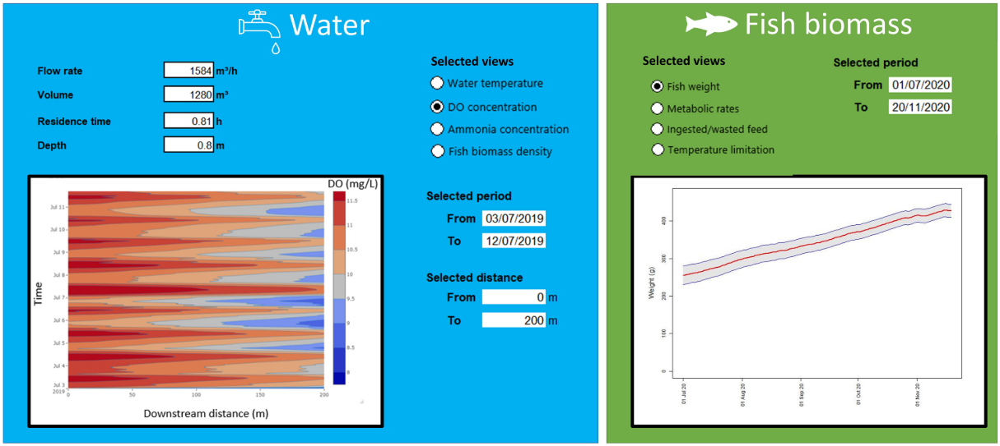 Water
Flow rate 1584 m³/h
Volume 1280 m³
Residence time 0.81 h
Depth 0.8 m
Selected views
Water temperature
DO concentration
Ammonia concentration
Fish biomass density
Selected period
From 03/07/2019
To 12/07/2019
Selected distance
From 0 m
To 200 m
DO (mg/L)
11.5
11
10.5
10
9.5
9
8.5
8
Time
Jul 11
Jul 10
Jul 9
Jul 8
Jul 7
Jul 6
Jul 5
Jul 4
Jul 3
2019
0 50 100 150 200
Downstream distance (m)
Fish biomass
Selected views
Fish weight
Metabolic rates
Ingested/wasted feed
Temperature limitation
Selected period
From 01/07/2020
To 20/11/2020
Weight (g)
400
300
200
100
0
01 Jul 20
01 Aug 20
01 Sep 20
01 Oct 20
01 Nov 20